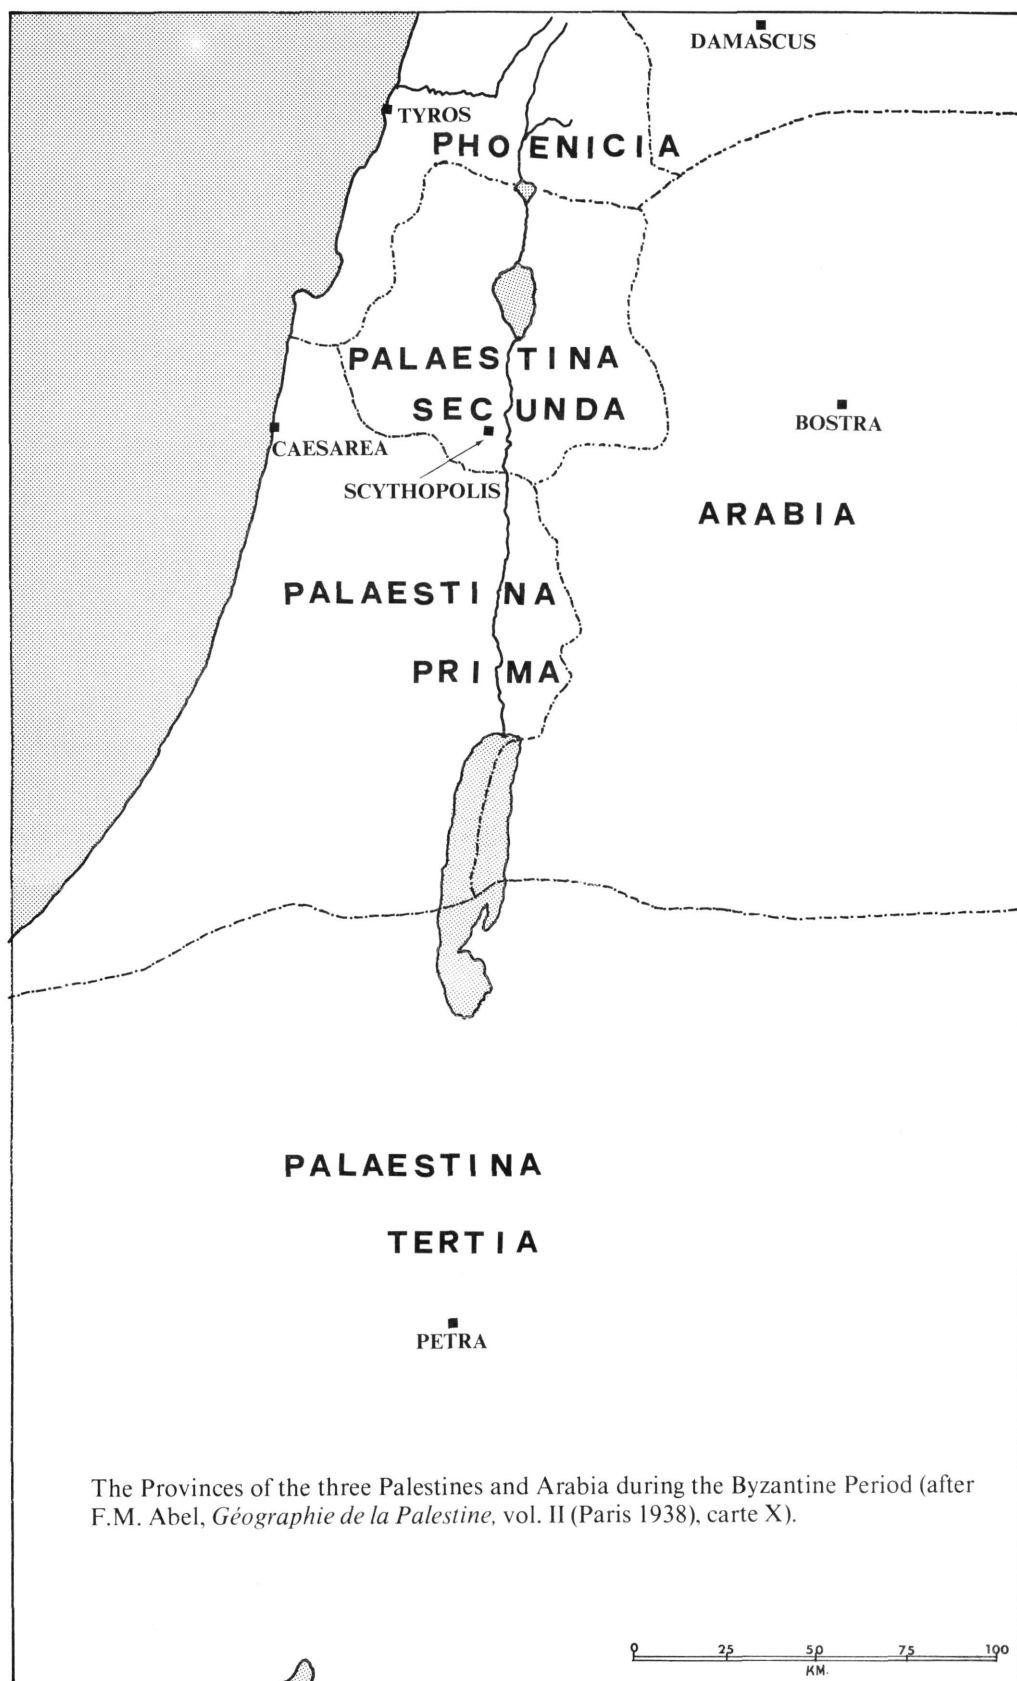 DAMASCUS
TYROS
PHOENICIA
PALAESTINA
SECUNDA
BOSTRA
CAESAREA
SCYTHOPOLIS
ARABIA
PALAESTINA
PRIMA
PALAESTINA
TERTIA
PETRA
The Provinces of the three Palestines and Arabia during the Byzantine Period (after
F.M. Abel, Géographie de la Palestine, vol. II (Paris 1938), carte X).
0 25 50 75 100
KM.